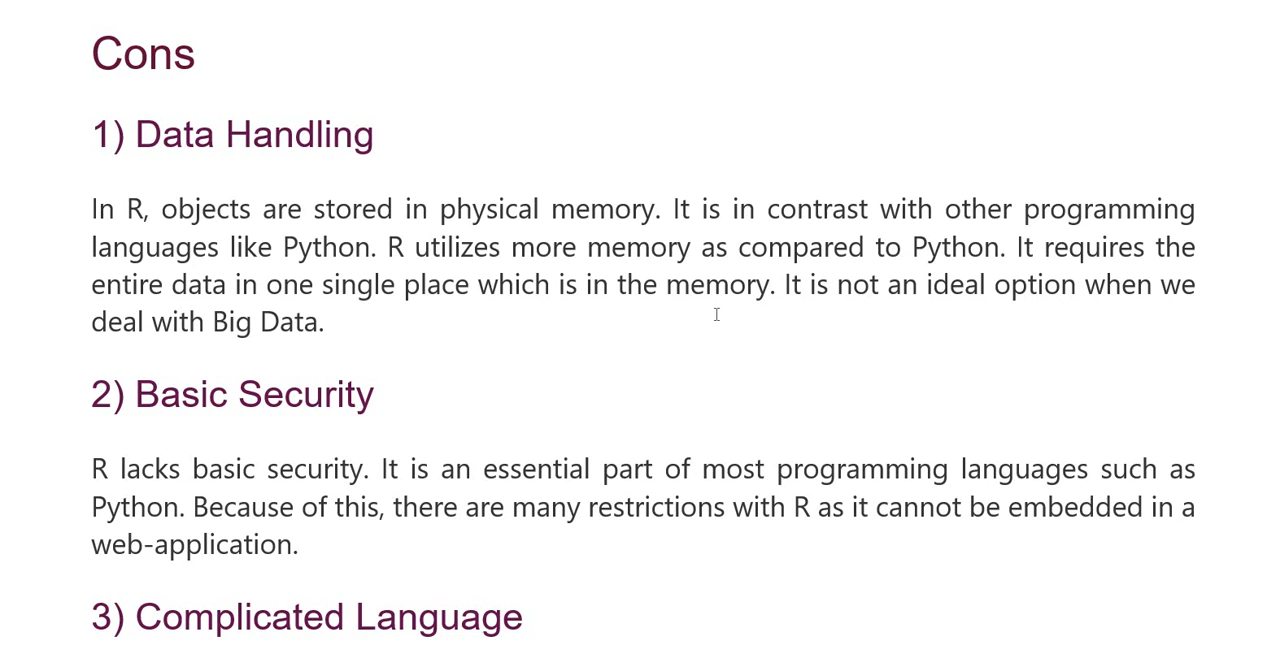 Cons
1) Data Handling
In R, objects are stored in physical memory. It is in contrast with other programming
languages like Python. R utilizes more memory as compared to Python. It requires the
entire data in one single place which is in the memory. It is not an ideal option when we
deal with Big Data.
2) Basic Security
R lacks basic security. It is an essential part of most programming languages such as
Python. Because of this, there are many restrictions with R as it cannot be embedded in a
web-application.
3) Complicated Language